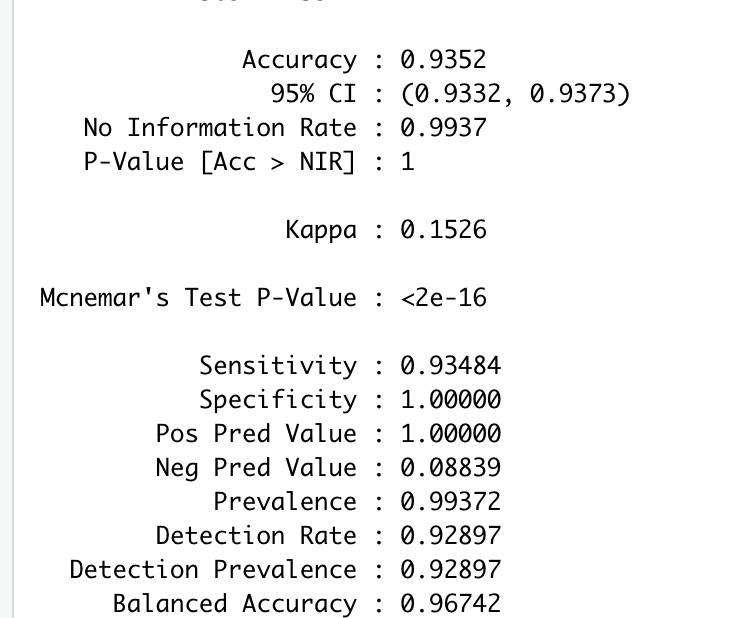 Accuracy : 0.9352
95% CI : (0.9332, 0.9373)
No Information Rate : 0.9937
P-Value [Acc > NIR] : 1
Kappa : 0.1526
Mcnemar's Test P-Value : <2e-16
Sensitivity : 0.93484
Specificity : 1.00000
Pos Pred Value : 1.00000
Neg Pred Value : 0.08839
Prevalence : 0.99372
Detection Rate : 0.92897
Detection Prevalence : 0.92897
Balanced Accuracy : 0.96742